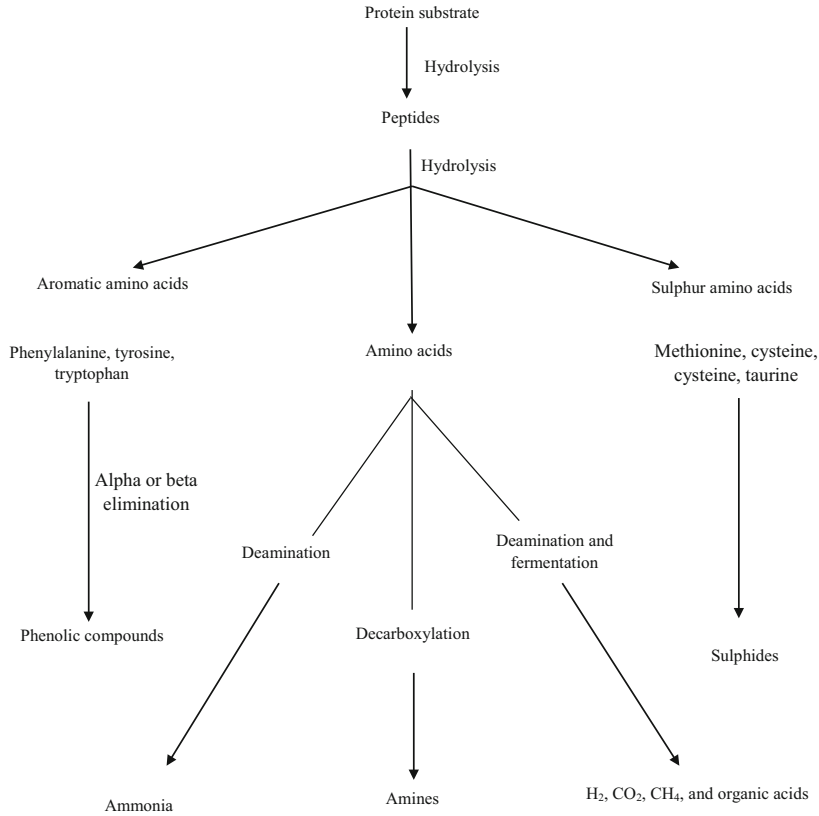 Protein substrate
Hydrolysis
Peptides
Hydrolysis
Aromatic amino acids
Sulphur amino acids
Phenylalanine, tyrosine,
tryptophan
Amino acids
Methionine, cysteine,
cysteine, taurine
Alpha or beta
elimination
Deamination
Deamination and
fermentation
Phenolic compounds
Decarboxylation
Sulphides
Ammonia
Amines
H₂, CO₂, CH₄, and organic acids